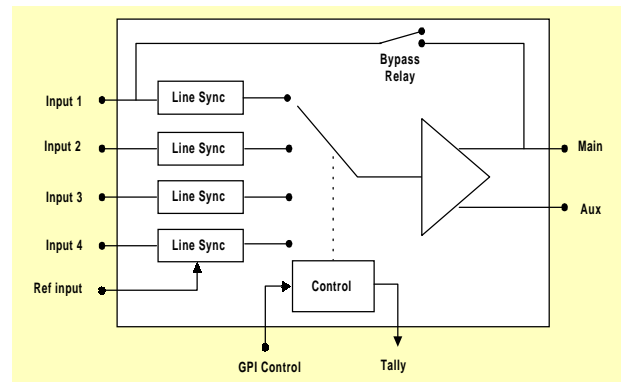 Bypass
Relay
Input 1
Line Sync
Input 2
Line Sync
Main
Input 3
Line Sync
Aux
Input 4
Line Sync
Ref input
Control
GPI Control
Tally